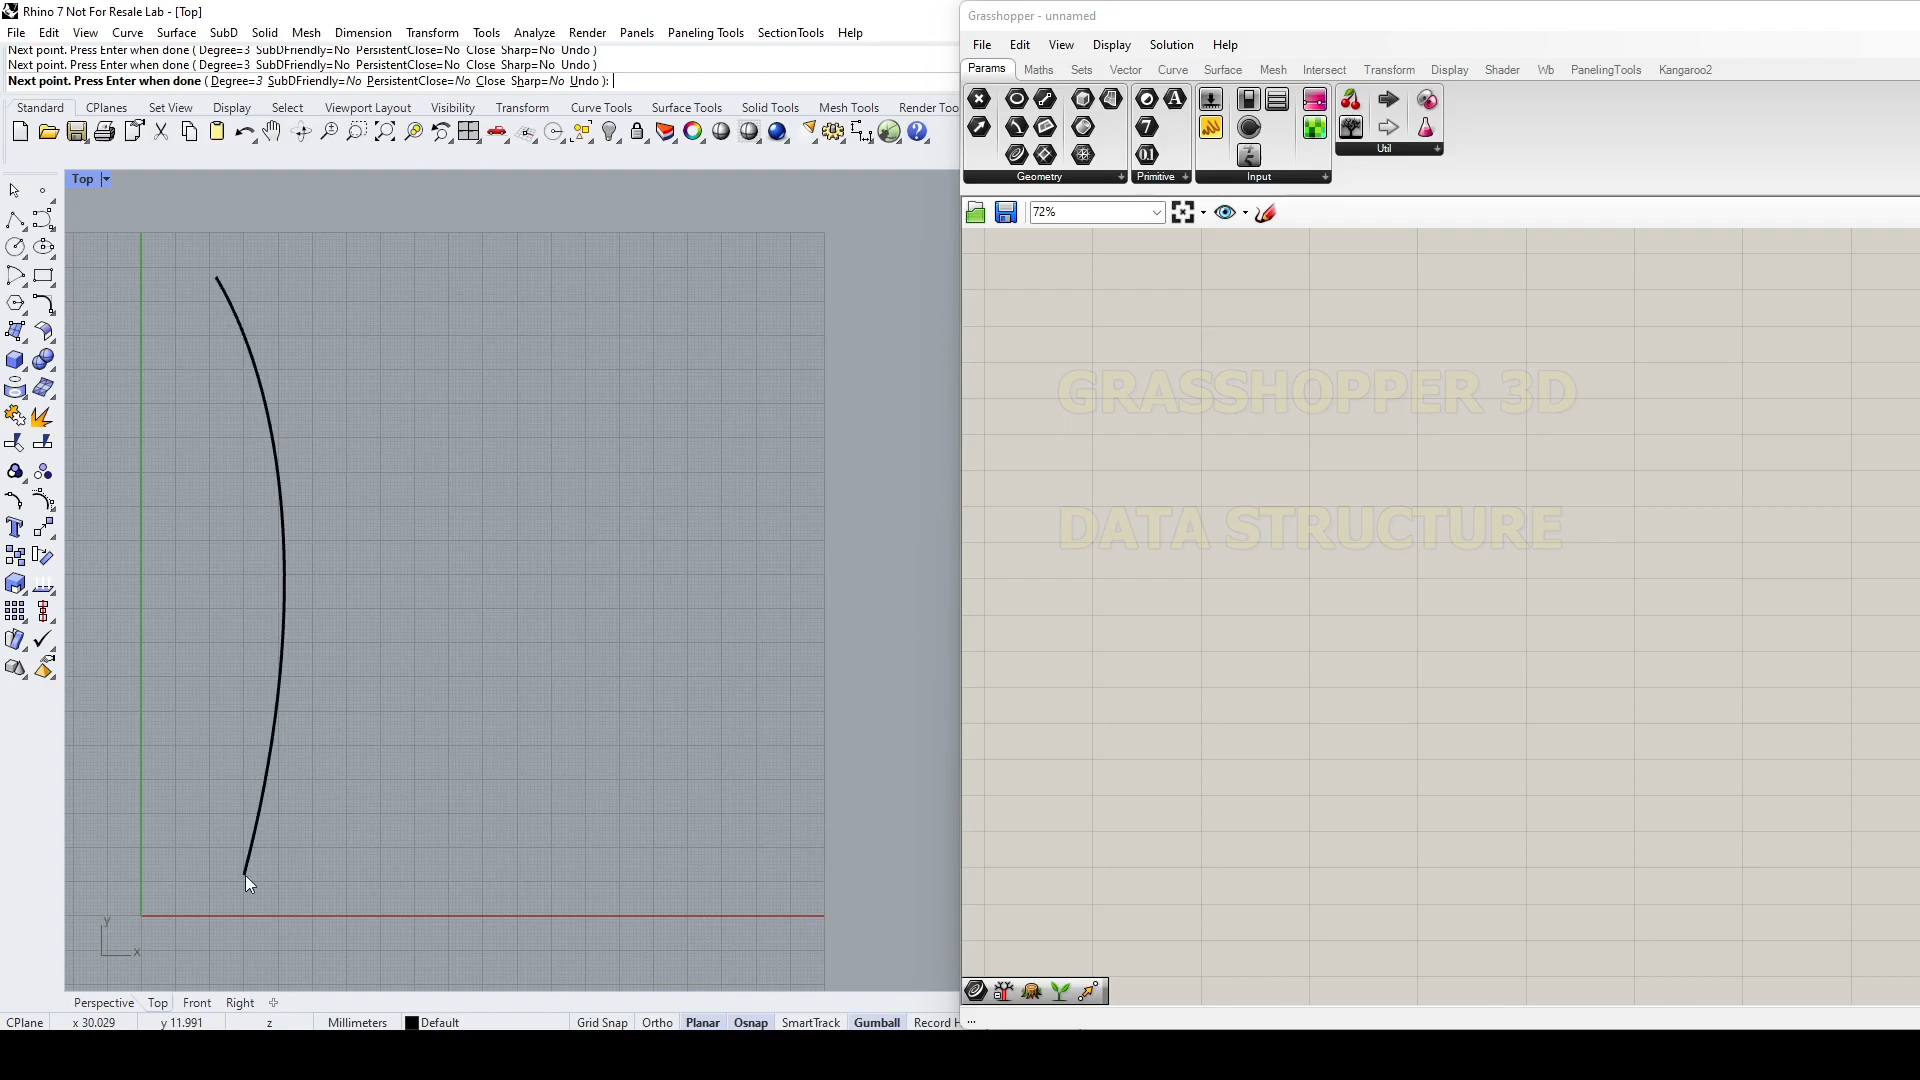 Rhino 7 Not For Resale Lab - [Top]
File Edit View Curve Surface SubD Solid Mesh Dimension Transform Tools Analyze Render Panels Paneling Tools SectionTools Help
Next point. Press Enter when done ( Degree=3 SubDFriendly=No PersistentClose=No Close Sharp=No Undo )
Next point. Press Enter when done ( Degree=3 SubDFriendly=No PersistentClose=No Close Sharp=No Undo )
Next point. Press Enter when done ( Degree=3 SubDFriendly=No PersistentClose=No Close Sharp=No Undo ):
Standard CPlanes Set View Display Select Viewport Layout Visibility Transform Curve Tools Surface Tools Solid Tools Mesh Tools Render Too
Top
y
x
Perspective Top Front Right
CPlane x 30.029 y 11.991 z Millimeters Default Grid Snap Ortho Planar Osnap SmartTrack Gumball Record H
Grasshopper - unnamed
File Edit View Display Solution Help
Params Maths Sets Vector Curve Surface Mesh Intersect Transform Display Shader Wb PanelingTools Kangaroo2
Geometry Primitive Input Util
72%
GRASSHOPPER 3D
DATA STRUCTURE
...